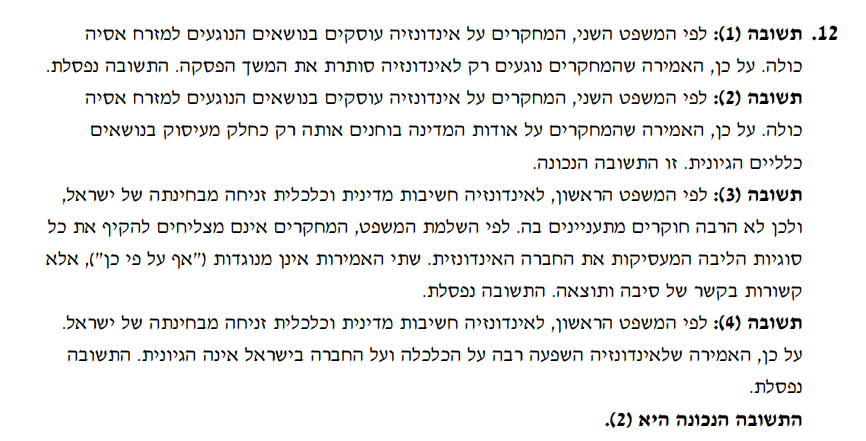 12. תשובה (1): לפי המשפט השני, המחקרים על אינדונזיה עוסקים בנושאים הנוגעים למזרח אסיה
כולה. על כן, האמירה שהמחקרים נוגעים רק לאינדונזיה סותרת את המשך הפסקה. התשובה נפסלת.
תשובה (2): לפי המשפט השני, המחקרים על אינדונזיה עוסקים בנושאים הנוגעים למזרח אסיה
כולה. על כן, האמירה שהמחקרים על אודות המדינה בוחנים אותה רק כחלק מעיסוק בנושאים
כלליים הגיונית. זו התשובה הנכונה.
תשובה (3): לפי המשפט הראשון, לאינדונזיה חשיבות מדינית וכלכלית זניחה מבחינתה של ישראל,
ולכן לא הרבה חוקרים מתעניינים בה. לפי השלמת המשפט, המחקרים אינם מצליחים להקיף את כל
סוגיות הליבה המעסיקות את החברה האינדונזית. שתי האמירות אינן מנוגדות ("אף על פי כן"), אלא
קשורות בקשר של סיבה ותוצאה. התשובה נפסלת.
תשובה (4): לפי המשפט הראשון, לאינדונזיה חשיבות מדינית וכלכלית זניחה מבחינתה של ישראל.
על כן, האמירה שלאינדונזיה השפעה רבה על הכלכלה ועל החברה בישראל אינה הגיונית. התשובה
נפסלת.
התשובה הנכונה היא (2).